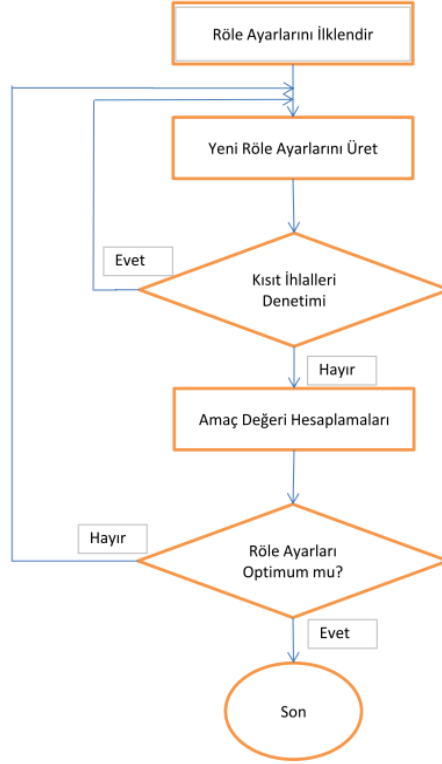 Röle Ayarlarını İlklendir
Yeni Röle Ayarlarını Üret
Evet
Kısıt İhlalleri
Denetimi
Hayır
Amaç Değeri Hesaplamaları
Hayır
Röle Ayarları
Optimum mu?
Evet
Son